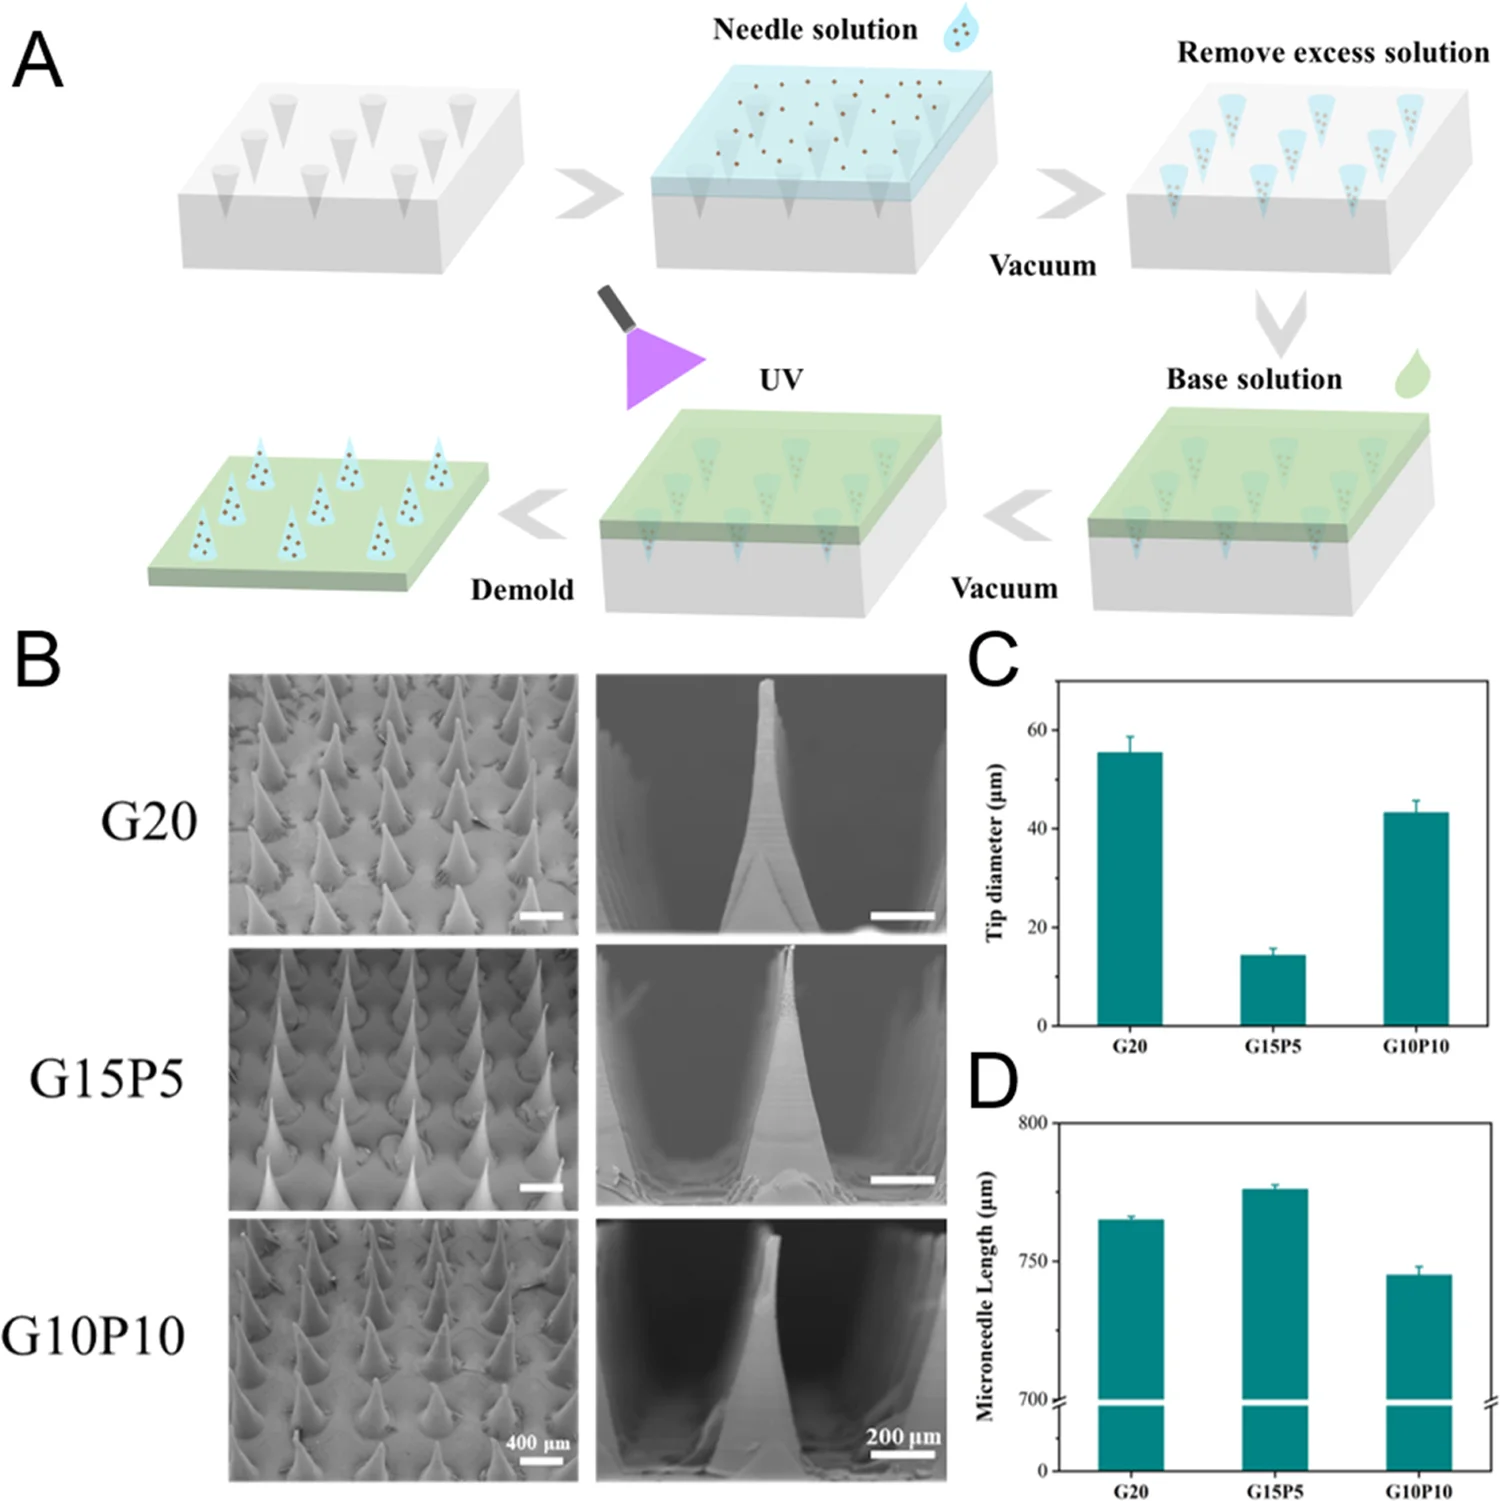 A
Needle solution
Remove excess solution
Vacuum
UV
Base solution
Demold
Vacuum
B
G20
G15P5
G10P10
400 μm
200 μm
C
Tip diameter (μm)
60
40
20
0
G20
G15P5
G10P10
D
Microneedle Length (μm)
800
750
700
0
G20
G15P5
G10P10